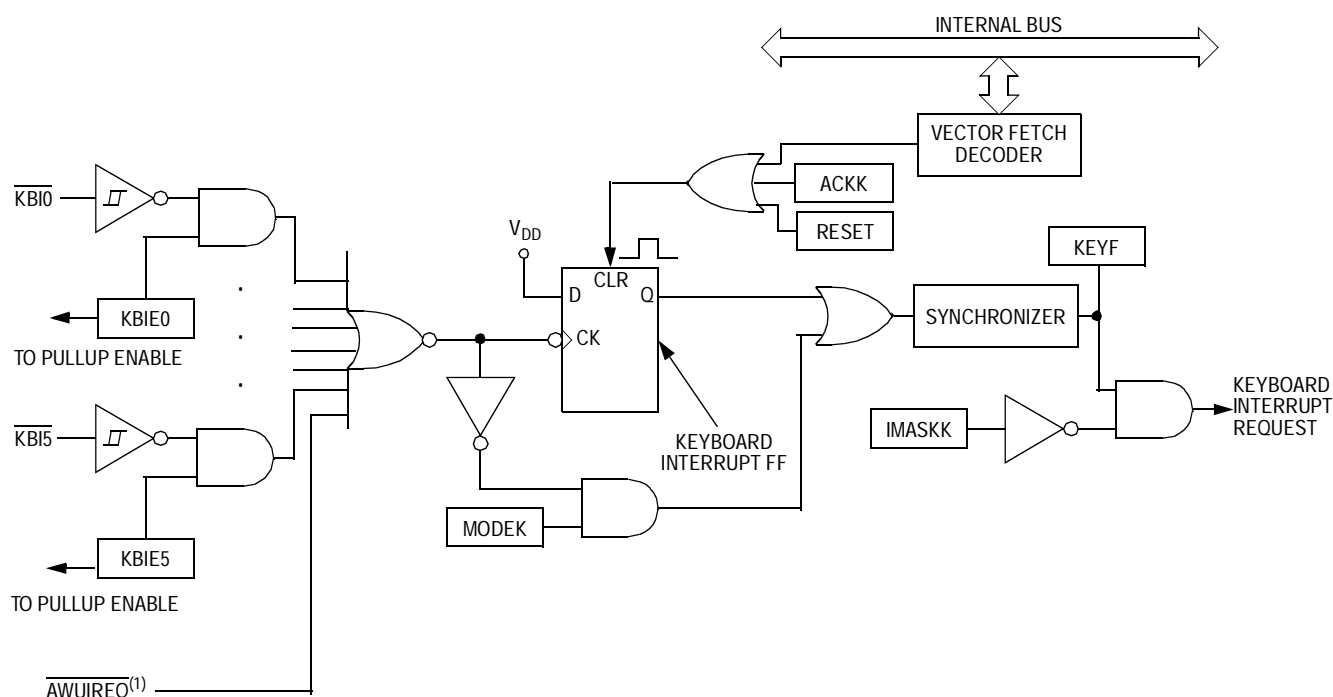 INTERNAL BUS
VECTOR FETCH
DECODER
ACKK
RESET
KBI0
VDD
KEYF
CLR
D
Q
CK
KBIE0
TO PULLUP ENABLE
SYNCHRONIZER
KEYBOARD
INTERRUPT
REQUEST
KBI5
IMASKK
KEYBOARD
INTERRUPT FF
MODEK
KBIE5
TO PULLUP ENABLE
AWUIREQ(1)